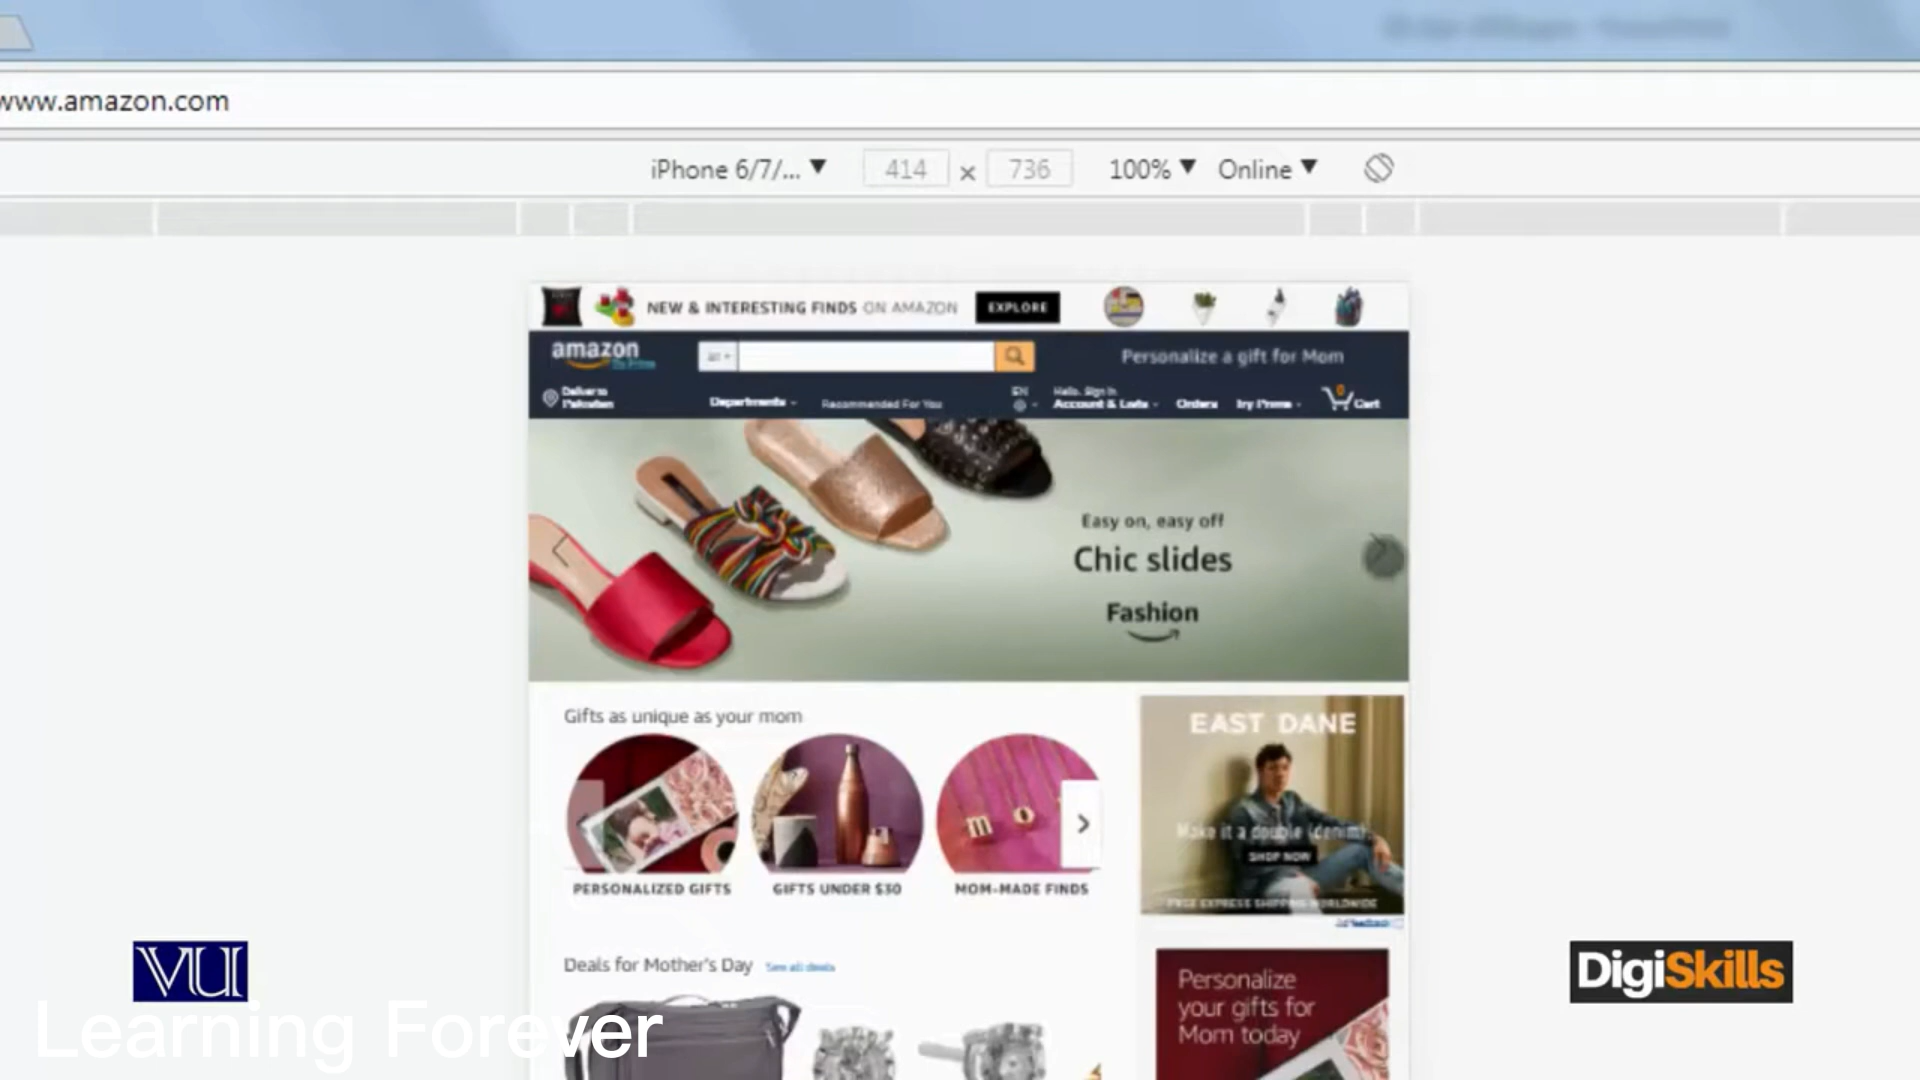 www.amazon.com
iPhone 6/7/... 414 x 736 100% Online
NEW & INTERESTING FINDS ON AMAZON EXPLORE
amazon
Try Prime
All
Personalize a gift for Mom
Deliver to
Pakistan
Departments
Recommended For You
EN
Hello. Sign in
Account & Lists
Orders
Try Prime
0
Cart
Easy on, easy off
Chic slides
Fashion
Gifts as unique as your mom
PERSONALIZED GIFTS
GIFTS UNDER $30
MOM-MADE FINDS
EAST DANE
Make it a double (denim).
SHOP NOW
FREE EXPRESS SHIPPING WORLDWIDE
Deals for Mother's Day See all deals
Personalize
your gifts for
Mom today
m
o
VU
Learning Forever
DigiSkills